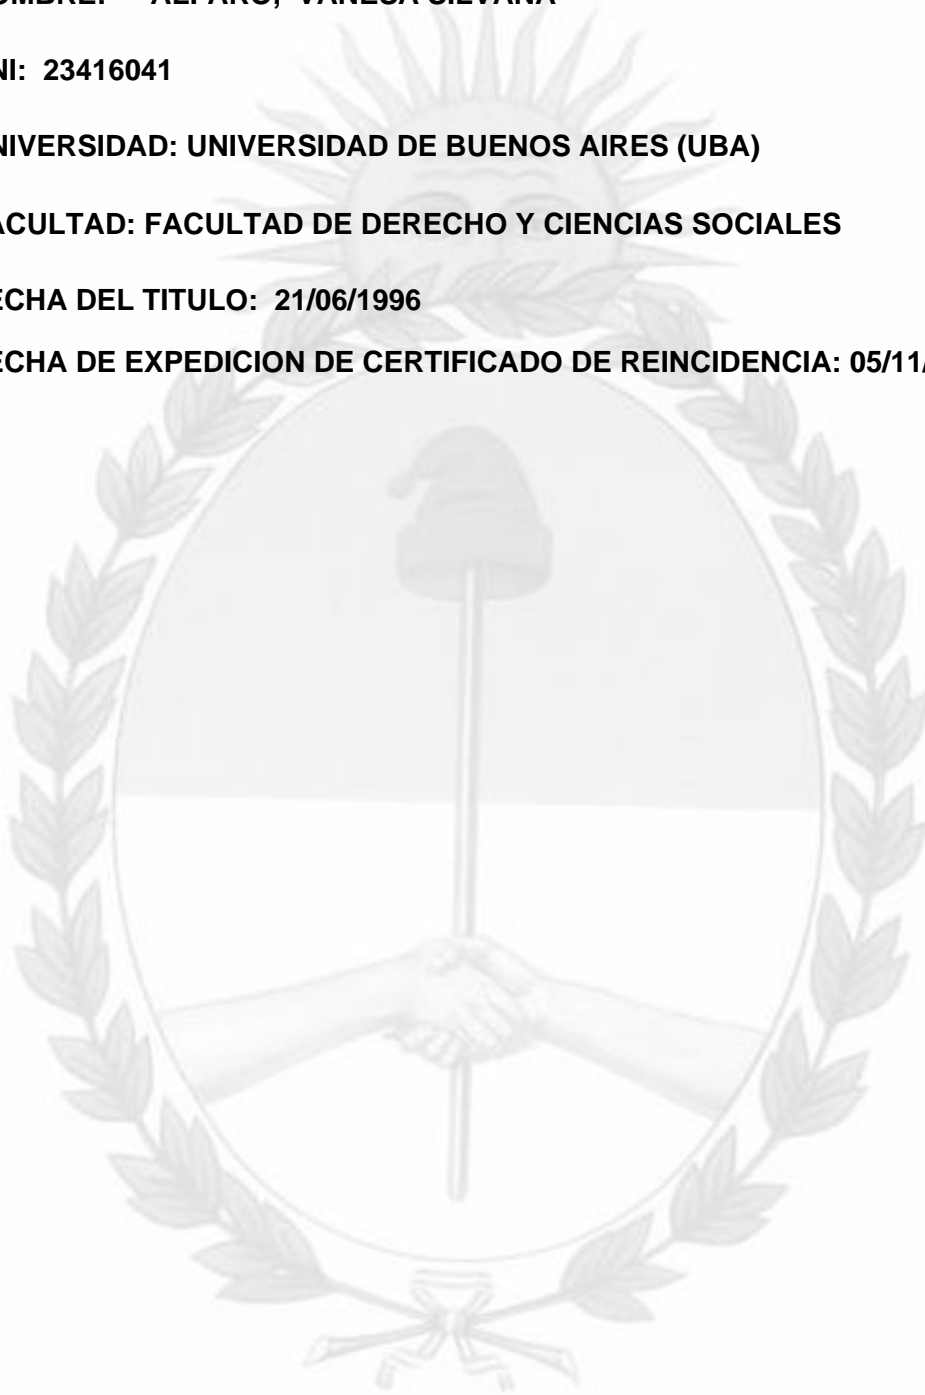 OMBRE: ALFARO, VANESA SILVANA
NI: 23416041
NIVERSIDAD: UNIVERSIDAD DE BUENOS AIRES (UBA)
ACULTAD: FACULTAD DE DERECHO Y CIENCIAS SOCIALES
ECHA DEL TITULO: 21/06/1996
ECHA DE EXPEDICION DE CERTIFICADO DE REINCIDENCIA: 05/11/